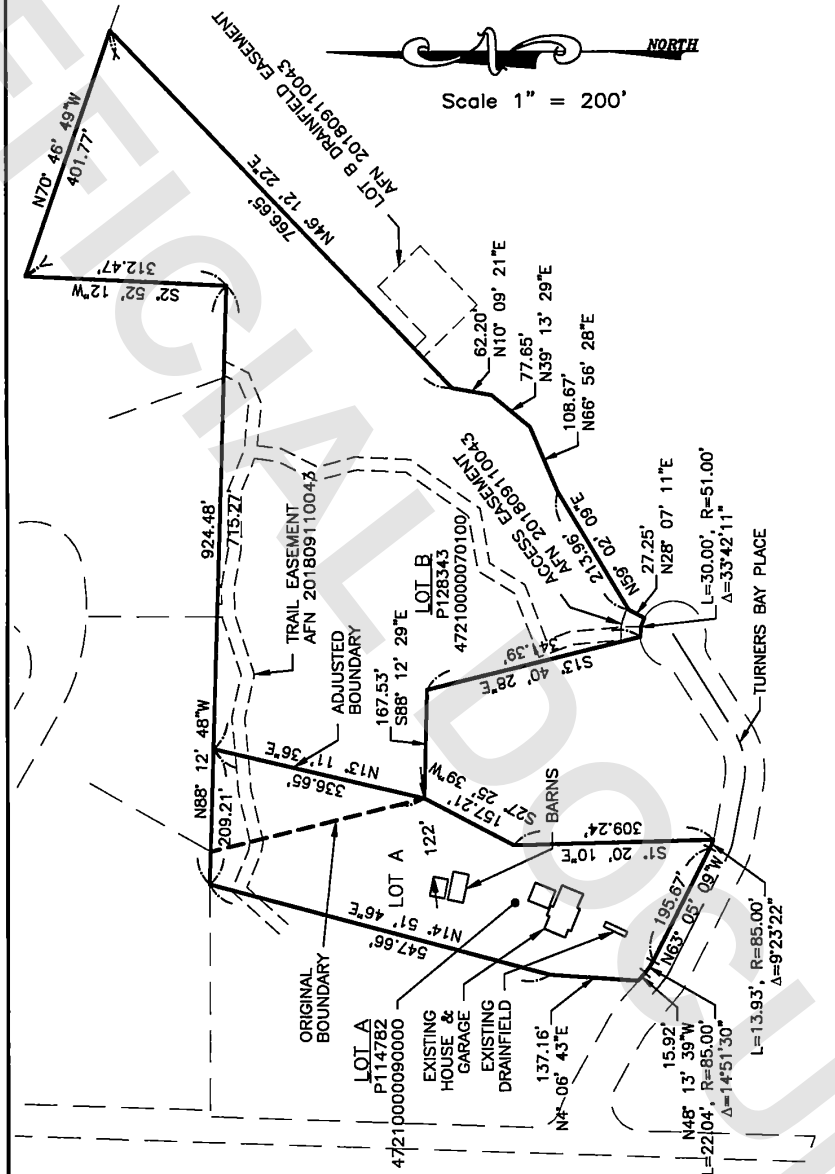 NORTH
Scale 1" = 200'
N70° 46' 49"W
401.77'
S2° 52' 12"W
312.47'
766.65'
N46° 12' 22"E
LOT B DRAINFIELD EASEMENT
AFN 201809110043
62.20'
N10° 09' 21"E
77.65'
N39° 13' 29"E
108.67'
N66° 56' 28"E
924.48'
715.27'
TRAIL EASEMENT
AFN 201809110043
ACCESS EASEMENT
AFN 201809110043
213.96'
N59° 02' 09"E
27.25'
N28° 07' 11"E
L=30.00', R=51.00'
Δ=33°42'11"
TURNERS BAY PLACE
LOT B
P128343
47210000070100
N88° 12' 48"W
209.21'
ADJUSTED
BOUNDARY
167.53'
S88° 12' 29"E
341.39'
S13° 40' 28"E
336.65'
N13° 11' 36"E
157.21'
S27° 25' 39"W
122'
BARNS
LOT A
309.24'
S1° 20' 10"E
547.66'
N14° 51' 46"E
ORIGINAL
BOUNDARY
LOT A
P114782
47210000090000
EXISTING
HOUSE &
GARAGE
EXISTING
DRAINFIELD
137.16'
N4° 06' 43"E
195.67'
N63° 05' 09"W
15.92'
N48° 13' 39"W
L=22.04', R=85.00'
Δ=14°51'30"
L=13.93', R=85.00'
Δ=9°23'22"